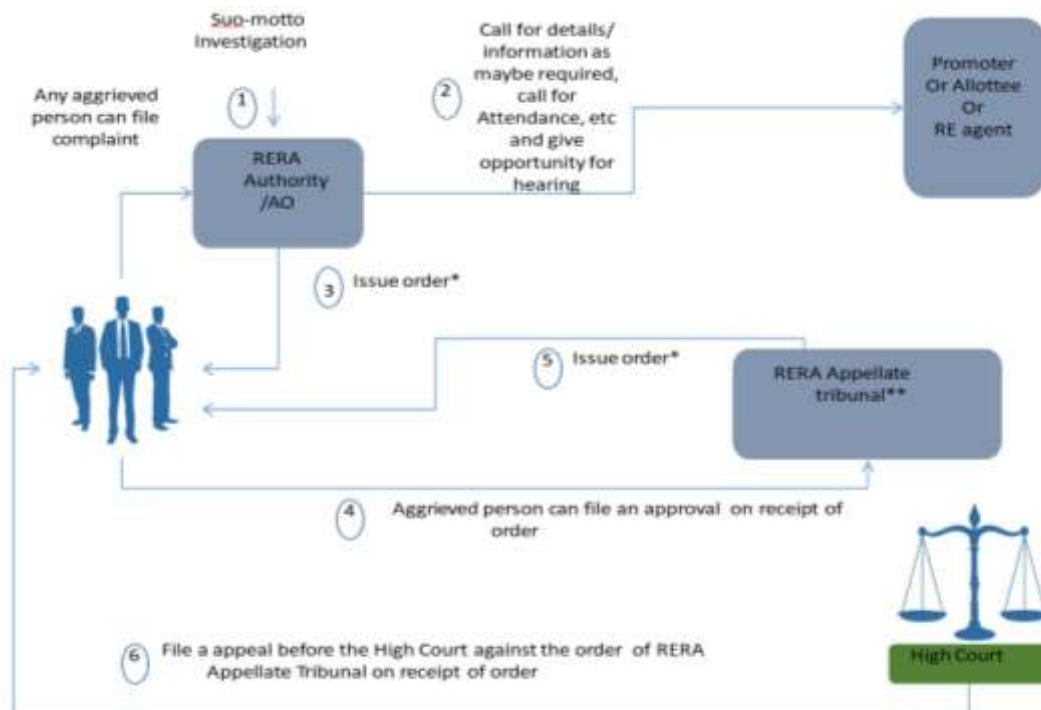 Suo-motto
Investigation
Any aggrieved
person can file
complaint
1
RERA
Authority
/AO
2
Call for details/
information as
maybe required,
call for
Attendance, etc
and give
opportunity for
hearing
Promoter
Or Allottee
Or
RE agent
3 Issue order*
5 Issue order*
RERA Appellate
tribunal**
4 Aggrieved person can file an approval on receipt of
order
6 File a appeal before the High Court against the order of RERA
Appellate Tribunal on receipt of order
High Court